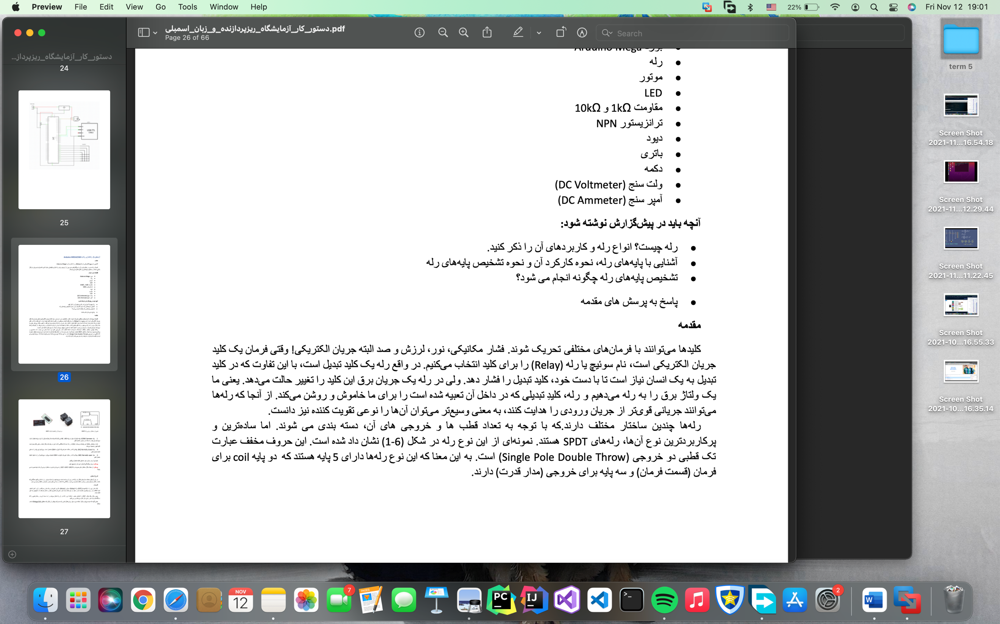 Preview File Edit View Go Tools Window Help 22% Fri Nov 12 19:01
دستور_کار_آزمایشگاه_ریزپردازنده_و_زبان_اسمبلی.pdf
Page 26 of 66
Search
دستور_کار_آزمایشگاه_ریزپرداز...
24
25
26
27
USB-TTL
CABLE
برد Arduino Mega
رله
موتور
LED
مقاومت 1kΩ و 10kΩ
ترانزیستور NPN
دیود
باتری
دکمه
ولت سنج (DC Voltmeter)
آمپر سنج (DC Ammeter)
آنچه باید در پیش‌گزارش نوشته شود:
رله چیست؟ انواع رله و کاربردهای آن را ذکر کنید.
آشنایی با پایه‌های رله، نحوه کارکرد آن و نحوه تشخیص پایه‌های رله
تشخیص پایه‌های رله چگونه انجام می شود؟
پاسخ به پرسش های مقدمه
مقدمه
کلیدها می‌توانند با فرمان‌های مختلفی تحریک شوند. فشار مکانیکی، نور، لرزش و صد البته جریان الکتریکی! وقتی فرمان یک کلید
جریان الکتریکی است، نام سوئیچ یا رله (Relay) را برای کلید انتخاب می‌کنیم. در واقع رله یک کلید تبدیل است، با این تفاوت که در کلید
تبدیل به یک انسان نیاز است تا با دست خود، کلید تبدیل را فشار دهد. ولی در رله یک جریان برق این کلید را تغییر حالت می‌دهد. یعنی ما
یک ولتاژ برق را به رله می‌دهیم و رله، کلیدِ تبدیلی که در داخل آن تعبیه شده است را برای ما خاموش و روشن می‌کند. از آنجا که رله‌ها
می‌توانند جریانی قوی‌تر از جریان ورودی را هدایت کنند، به معنی وسیع‌تر می‌توان آن‌ها را نوعی تقویت کننده نیز دانست.
رله‌ها چندین ساختار مختلف دارند.که با توجه به تعداد قطب ها و خروجی های آن، دسته بندی می شوند. اما ساده‌ترین و
پرکاربردترین نوع آن‌ها، رله‌های SPDT هستند. نمونه‌ای از این نوع رله در شکل (6-1) نشان داد شده است. این حروف مخفف عبارت
تک قطبی دو خروجی (Single Pole Double Throw) است. به این معنا که این نوع رله‌ها دارای 5 پایه هستند که دو پایه coil برای
فرمان (قسمت فرمان) و سه پایه برای خروجی (مدار قدرت) دارند.
term 5
Screen Shot
2021-11...16.54.18
Screen Shot
2021-11...12.29.44
Screen Shot
2021-11...11.22.45
Screen Shot
2021-10...16.55.33
Screen Shot
2021-10...16.35.14
NOV
12
7
PAGES
PC
IJ
>_
2
W